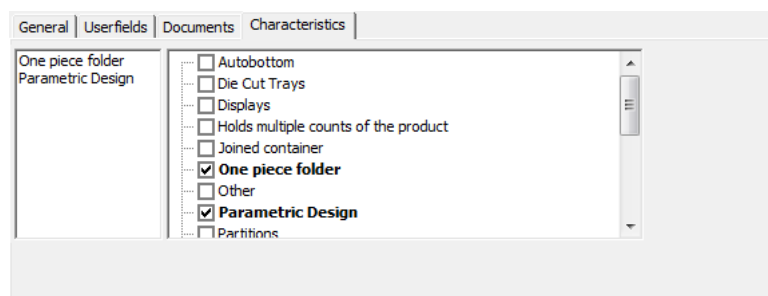 General Userfields Documents Characteristics
One piece folder
Parametric Design
Autobottom
Die Cut Trays
Displays
Holds multiple counts of the product
Joined container
One piece folder
Other
Parametric Design
Partitions